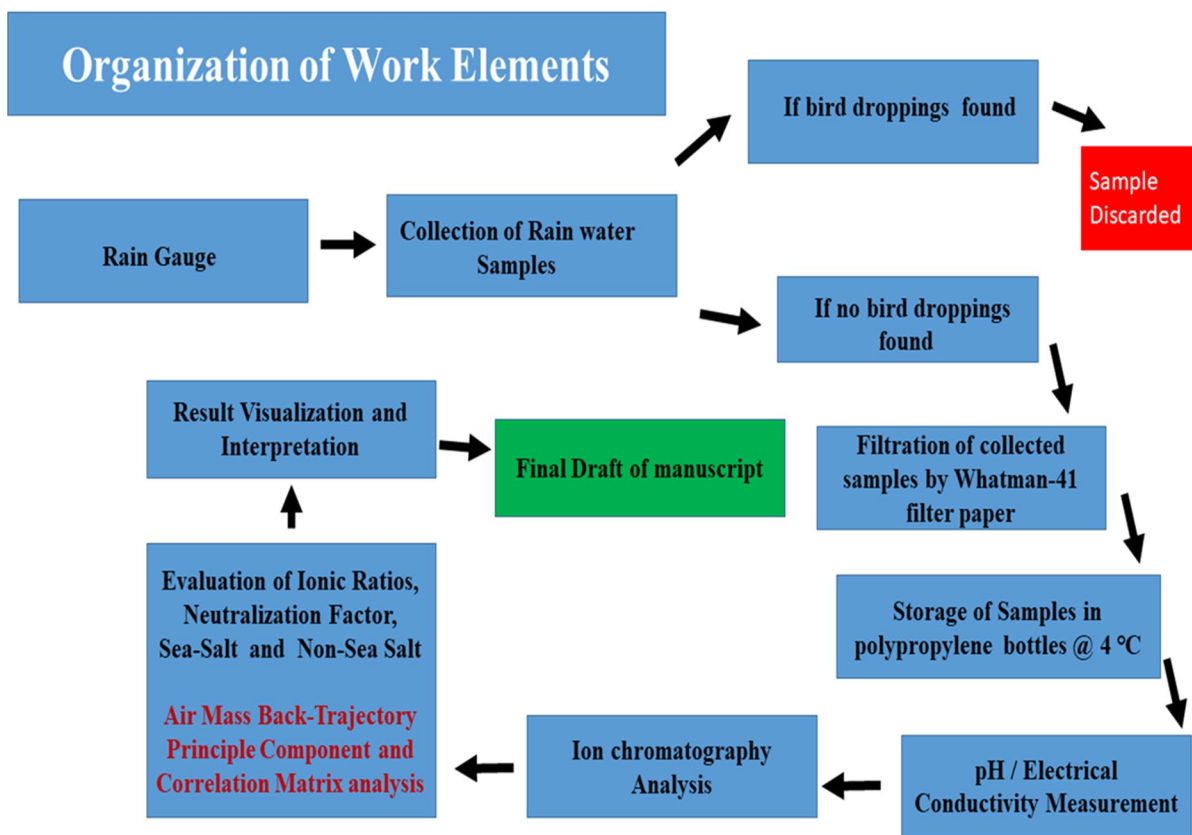 Organization of Work Elements
Rain Gauge
Collection of Rain water
Samples
If bird droppings found
Sample
Discarded
If no bird droppings
found
Filtration of collected
samples by Whatman-41
filter paper
Storage of Samples in
polypropylene bottles @ 4 °C
pH / Electrical
Conductivity Measurement
Ion chromatography
Analysis
Evaluation of Ionic Ratios,
Neutralization Factor,
Sea-Salt and Non-Sea Salt
Air Mass Back-Trajectory
Principle Component and
Correlation Matrix analysis
Result Visualization and
Interpretation
Final Draft of manuscript